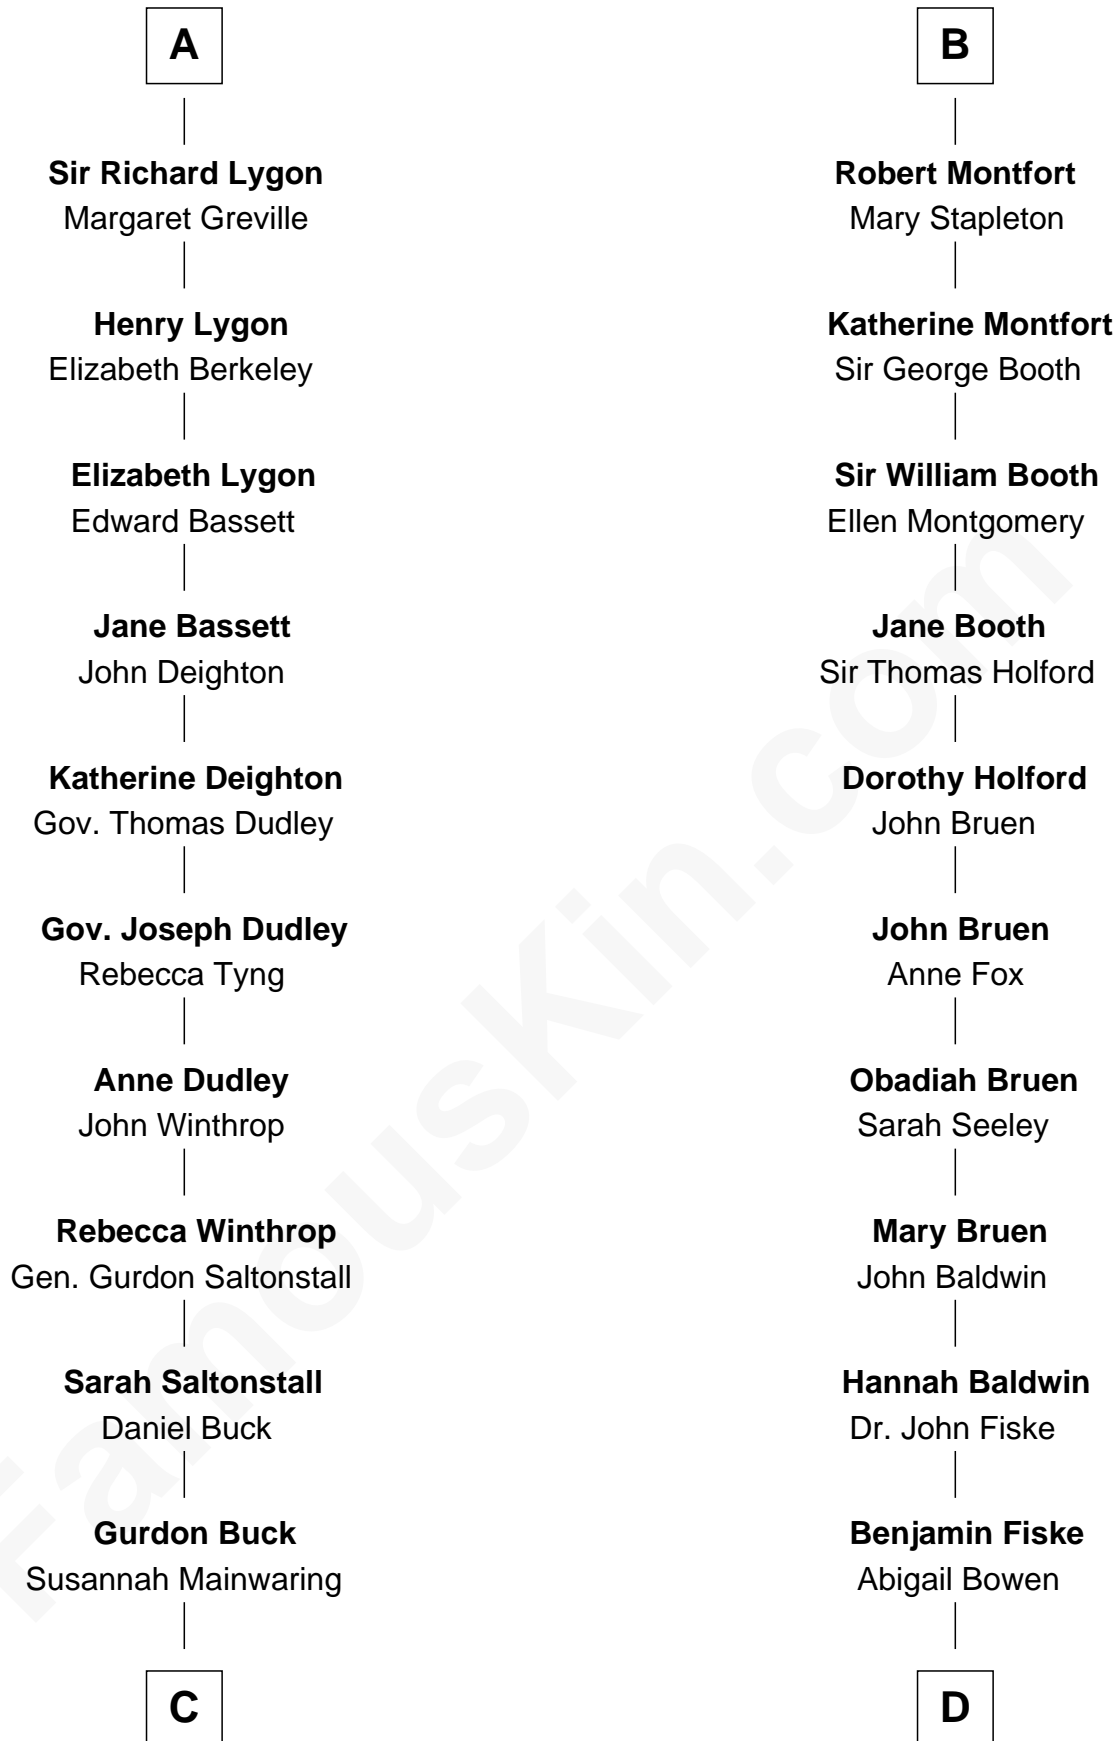 A
Sir Richard Lygon
Margaret Greville
Henry Lygon
Elizabeth Berkeley
Elizabeth Lygon
Edward Bassett
Jane Bassett
John Deighton
Katherine Deighton
Gov. Thomas Dudley
Gov. Joseph Dudley
Rebecca Tyng
Anne Dudley
John Winthrop
Rebecca Winthrop
Gen. Gurdon Saltonstall
Sarah Saltonstall
Daniel Buck
Gurdon Buck
Susannah Mainwaring
C
B
Robert Montfort
Mary Stapleton
Katherine Montfort
Sir George Booth
Sir William Booth
Ellen Montgomery
Jane Booth
Sir Thomas Holford
Dorothy Holford
John Bruen
John Bruen
Anne Fox
Obadiah Bruen
Sarah Seeley
Mary Bruen
John Baldwin
Hannah Baldwin
Dr. John Fiske
Benjamin Fiske
Abigail Bowen
D
FamousKin.com